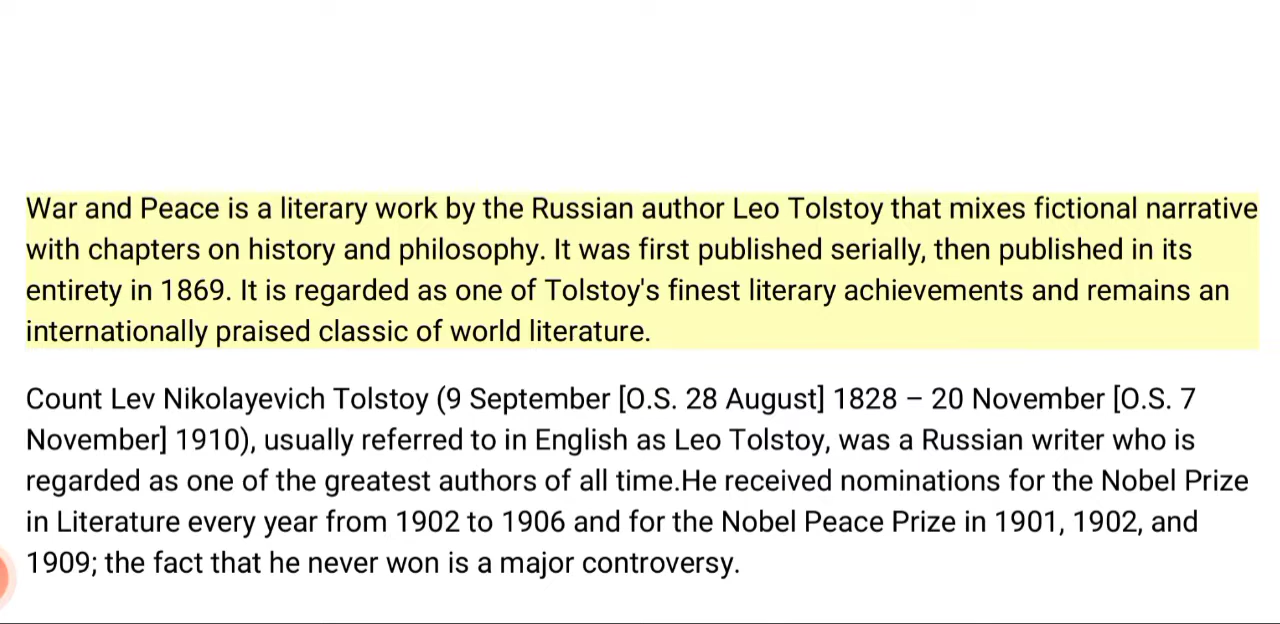 War and Peace is a literary work by the Russian author Leo Tolstoy that mixes fictional narrative
with chapters on history and philosophy. It was first published serially, then published in its
entirety in 1869. It is regarded as one of Tolstoy's finest literary achievements and remains an
internationally praised classic of world literature.
Count Lev Nikolayevich Tolstoy (9 September [O.S. 28 August] 1828 – 20 November [O.S. 7
November] 1910), usually referred to in English as Leo Tolstoy, was a Russian writer who is
regarded as one of the greatest authors of all time.He received nominations for the Nobel Prize
in Literature every year from 1902 to 1906 and for the Nobel Peace Prize in 1901, 1902, and
1909; the fact that he never won is a major controversy.